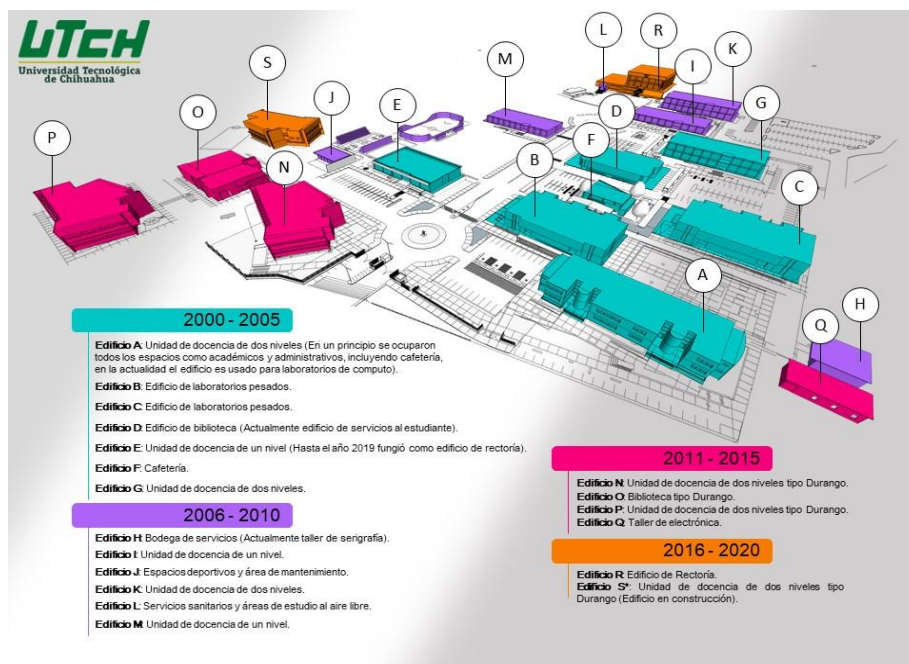 UTCH
Universidad Tecnológica
de Chihuahua
L
R
K
M
I
S
J
E
D
G
O
P
F
B
N
C
A
H
Q
2000 - 2005
Edificio A: Unidad de docencia de dos niveles (En un principio se ocuparon
todos los espacios como académicos y administrativos, incluyendo cafetería,
en la actualidad el edificio es usado para laboratorios de computo).
Edificio B: Edificio de laboratorios pesados.
Edificio C: Edificio de laboratorios pesados.
Edificio D: Edificio de biblioteca (Actualmente edificio de servicios al estudiante).
Edificio E: Unidad de docencia de un nivel (Hasta el año 2019 fungió como edificio de rectoría).
Edificio F: Cafetería.
Edificio G: Unidad de docencia de dos niveles.
2006 - 2010
Edificio H: Bodega de servicios (Actualmente taller de serigrafía).
Edificio I: Unidad de docencia de un nivel.
Edificio J: Espacios deportivos y área de mantenimiento.
Edificio K: Unidad de docencia de dos niveles.
Edificio L: Servicios sanitarios y áreas de estudio al aire libre.
Edificio M: Unidad de docencia de un nivel.
2011 - 2015
Edificio N: Unidad de docencia de dos niveles tipo Durango.
Edificio O: Biblioteca tipo Durango.
Edificio P: Unidad de docencia de dos niveles tipo Durango.
Edificio Q: Taller de electrónica.
2016 - 2020
Edificio R: Edificio de Rectoría.
Edificio S*: Unidad de docencia de dos niveles tipo
Durango (Edificio en construcción).